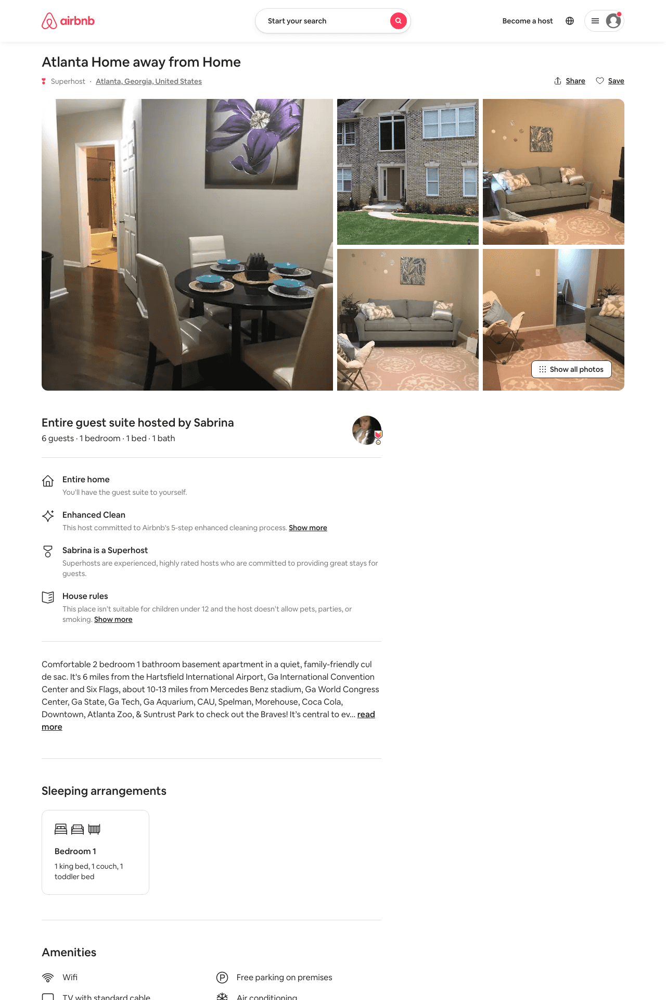 airbnb
Start your search
Become a host
Atlanta Home away from Home
Superhost · Atlanta, Georgia, United States
Share
Save
Show all photos
Entire guest suite hosted by Sabrina
6 guests · 1 bedroom · 1 bed · 1 bath
Entire home
You’ll have the guest suite to yourself.
Enhanced Clean
This host committed to Airbnb's 5-step enhanced cleaning process. Show more
Sabrina is a Superhost
Superhosts are experienced, highly rated hosts who are committed to providing great stays for
guests.
House rules
This place isn’t suitable for children under 12 and the host doesn’t allow pets, parties, or
smoking. Show more
Comfortable 2 bedroom 1 bathroom basement apartment in a quiet, family-friendly cul
de sac. It's 6 miles from the Hartsfield International Airport, Ga International Convention
Center and Six Flags, about 10-13 miles from Mercedes Benz stadium, Ga World Congress
Center, Ga State, Ga Tech, Ga Aquarium, CAU, Spelman, Morehouse, Coca Cola,
Downtown, Atlanta Zoo, & Suntrust Park to check out the Braves! It’s central to ev... read
more
Sleeping arrangements
Bedroom 1
1 king bed, 1 couch, 1
toddler bed
Amenities
Wifi
Free parking on premises
TV with standard cable
Air conditioning